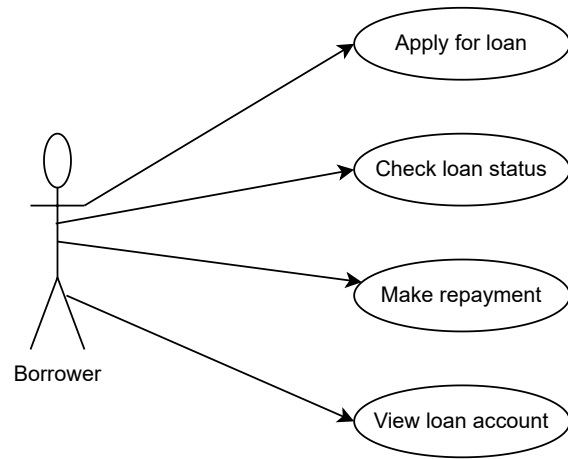 Apply for loan
Check loan status
Make repayment
Borrower
View loan account